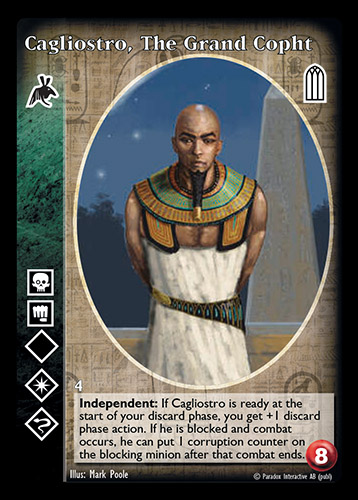 Cagliostro, The Grand Copht
4
Independent: If Cagliostro is ready at the
start of your discard phase, you get +1 discard
phase action. If he is blocked and combat
occurs, he can put 1 corruption counter on
the blocking minion after that combat ends.
8
Illus: Mark Poole
© Paradox Interactive AB (publ)